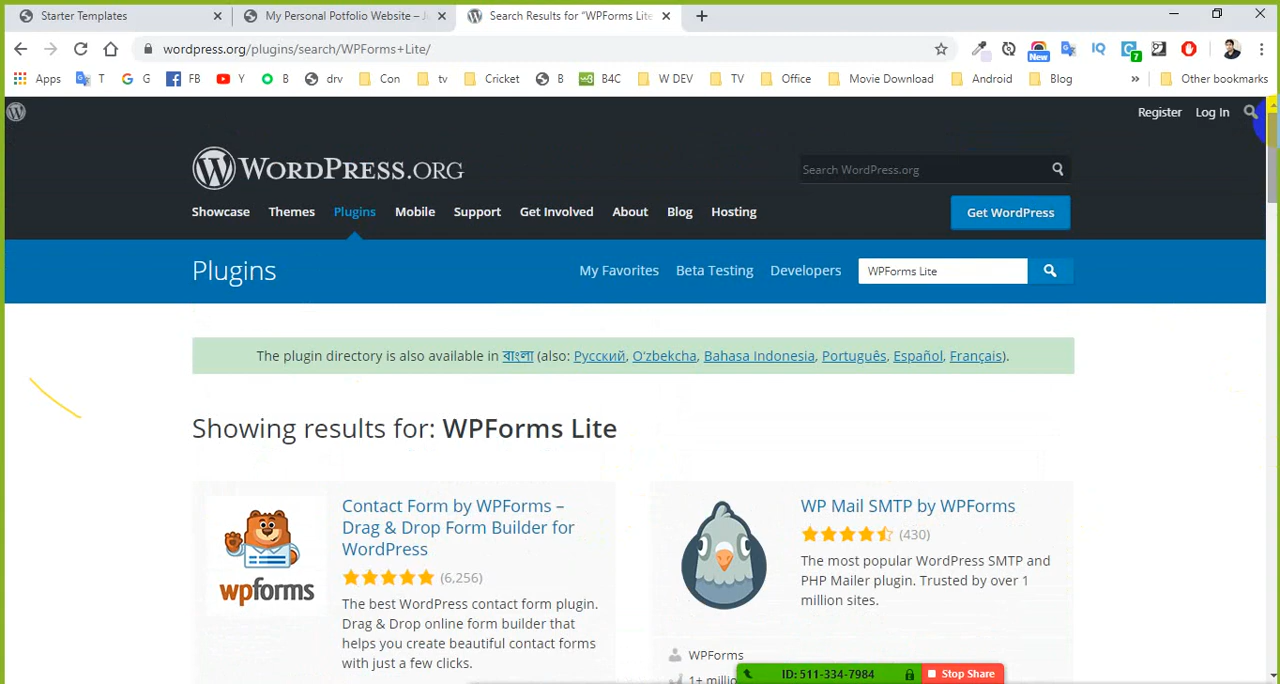 Starter Templates
My Personal Potfolio Website –
Search Results for "WPForms Lite
wordpress.org/plugins/search/WPForms+Lite/
New
7
Apps T G FB Y B drv Con tv Cricket B B4C W DEV TV Office Movie Download Android Blog » Other bookmarks
Register Log In
WORDPRESS.ORG
Search WordPress.org
Showcase Themes Plugins Mobile Support Get Involved About Blog Hosting
Get WordPress
Plugins
My Favorites Beta Testing Developers
WPForms Lite
The plugin directory is also available in বাংলা (also: Русский, O'zbekcha, Bahasa Indonesia, Português, Español, Français).
Showing results for: WPForms Lite
wpforms
Contact Form by WPForms –
Drag & Drop Form Builder for
WordPress
(6,256)
The best WordPress contact form plugin.
Drag & Drop online form builder that
helps you create beautiful contact forms
with just a few clicks.
WP Mail SMTP by WPForms
(430)
The most popular WordPress SMTP and
PHP Mailer plugin. Trusted by over 1
million sites.
WPForms
ID: 511-334-7984
Stop Share